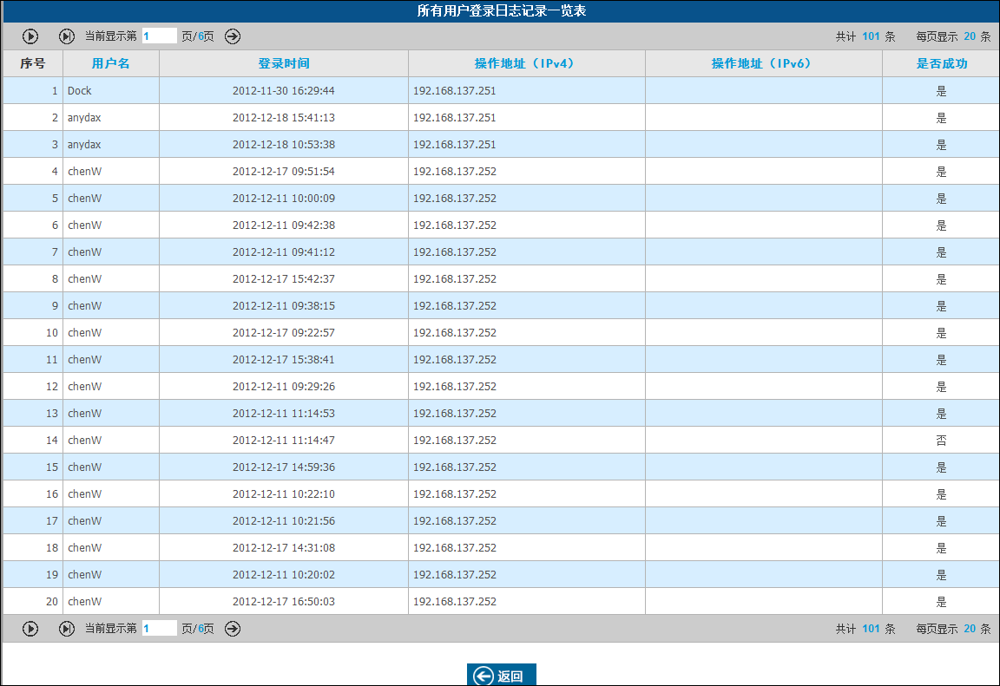 所有用户登录日志记录一览表
当前显示第 1 页/6页 共计 101 条 每页显示 20 条
序号 用户名 登录时间 操作地址（IPv4） 操作地址（IPv6） 是否成功
1 Dock 2012-11-30 16:29:44 192.168.137.251 是
2 anydax 2012-12-18 15:41:13 192.168.137.251 是
3 anydax 2012-12-18 10:53:38 192.168.137.251 是
4 chenW 2012-12-17 09:51:54 192.168.137.252 是
5 chenW 2012-12-11 10:00:09 192.168.137.252 是
6 chenW 2012-12-11 09:42:38 192.168.137.252 是
7 chenW 2012-12-11 09:41:12 192.168.137.252 是
8 chenW 2012-12-17 15:42:37 192.168.137.252 是
9 chenW 2012-12-11 09:38:15 192.168.137.252 是
10 chenW 2012-12-17 09:22:57 192.168.137.252 是
11 chenW 2012-12-17 15:38:41 192.168.137.252 是
12 chenW 2012-12-11 09:29:26 192.168.137.252 是
13 chenW 2012-12-11 11:14:53 192.168.137.252 是
14 chenW 2012-12-11 11:14:47 192.168.137.252 否
15 chenW 2012-12-17 14:59:36 192.168.137.252 是
16 chenW 2012-12-11 10:22:10 192.168.137.252 是
17 chenW 2012-12-11 10:21:56 192.168.137.252 是
18 chenW 2012-12-17 14:31:08 192.168.137.252 是
19 chenW 2012-12-11 10:20:02 192.168.137.252 是
20 chenW 2012-12-17 16:50:03 192.168.137.252 是
当前显示第 1 页/6页 共计 101 条 每页显示 20 条
返回